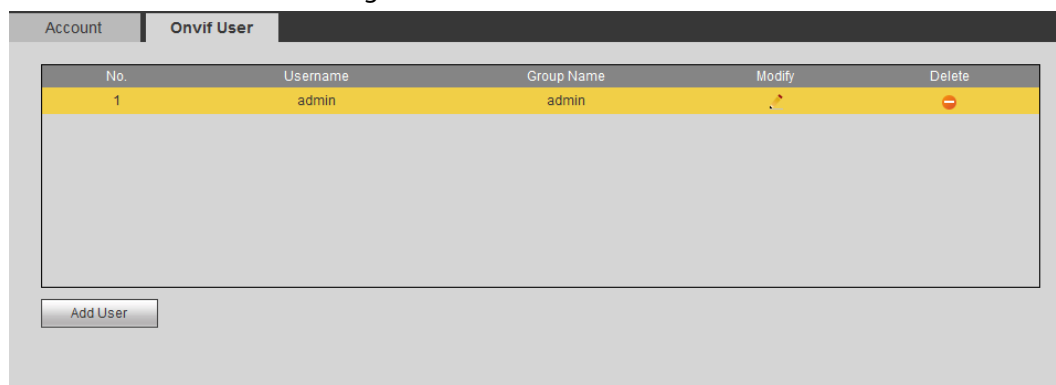 Account Onvif User
No. Username Group Name Modify Delete
1 admin admin
Add User